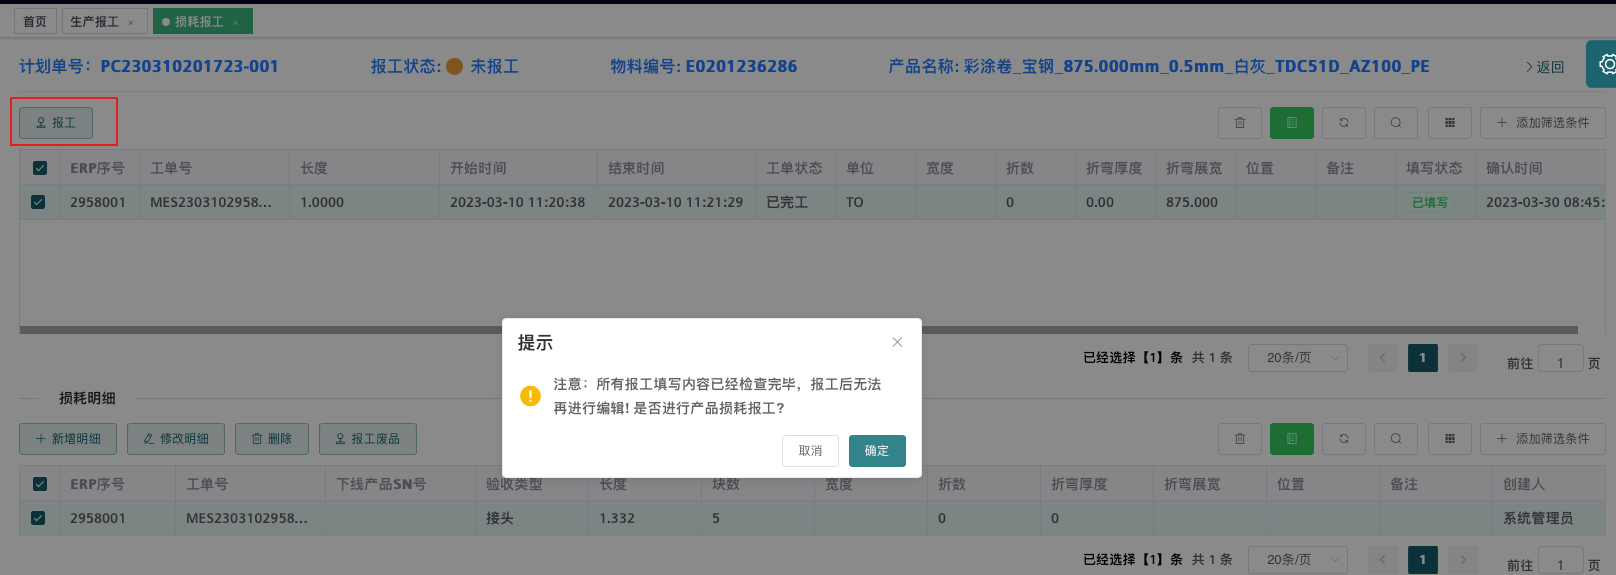 首页 生产报工 × 损耗报工 ×
计划单号: PC230310201723-001 报工状态: 未报工 物料编号: E0201236286 产品名称: 彩涂卷_宝钢_875.000mm_0.5mm_白灰_TDC51D_AZ100_PE 返回
报工 添加筛选条件
ERP序号 工单号 长度 开始时间 结束时间 工单状态 单位 宽度 折数 折弯厚度 折弯展宽 位置 备注 填写状态 确认时间
2958001 MES2303102958... 1.0000 2023-03-10 11:20:38 2023-03-10 11:21:29 已完工 TO 0 0.00 875.000 已填写 2023-03-30 08:45:
提示
已经选择【1】条 共 1 条 20条/页 1 前往 1 页
注意：所有报工填写内容已经检查完毕，报工后无法
再进行编辑! 是否进行产品损耗报工?
取消 确定
损耗明细
新增明细 修改明细 删除 报工废品 添加筛选条件
ERP序号 工单号 下线产品SN号 验收类型 长度 块数 宽度 折数 折弯厚度 折弯展宽 位置 备注 创建人
2958001 MES2303102958... 接头 1.332 5 0 0 系统管理员
已经选择【1】条 共 1 条 20条/页 1 前往 1 页